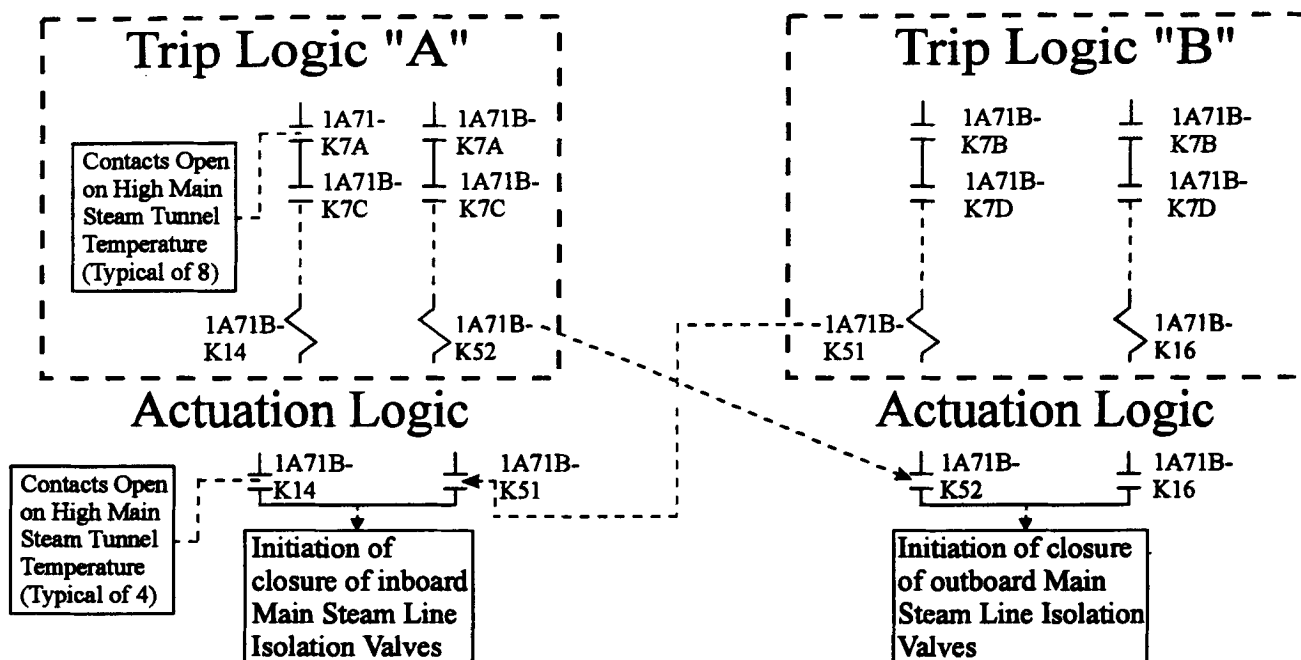 Trip Logic "A"
1A71-
K7A
1A71B-
K7A
1A71B-
K7C
1A71B-
K7C
Contacts Open
on High Main
Steam Tunnel
Temperature
(Typical of 8)
1A71B-
K14
1A71B-
K52
Trip Logic "B"
1A71B-
K7B
1A71B-
K7B
1A71B-
K7D
1A71B-
K7D
1A71B-
K51
1A71B-
K16
Actuation Logic
1A71B-
K14
1A71B-
K51
Contacts Open
on High Main
Steam Tunnel
Temperature
(Typical of 4)
Initiation of
closure of inboard
Main Steam Line
Isolation Valves
Actuation Logic
1A71B-
K52
1A71B-
K16
Initiation of closure
of outboard Main
Steam Line Isolation
Valves